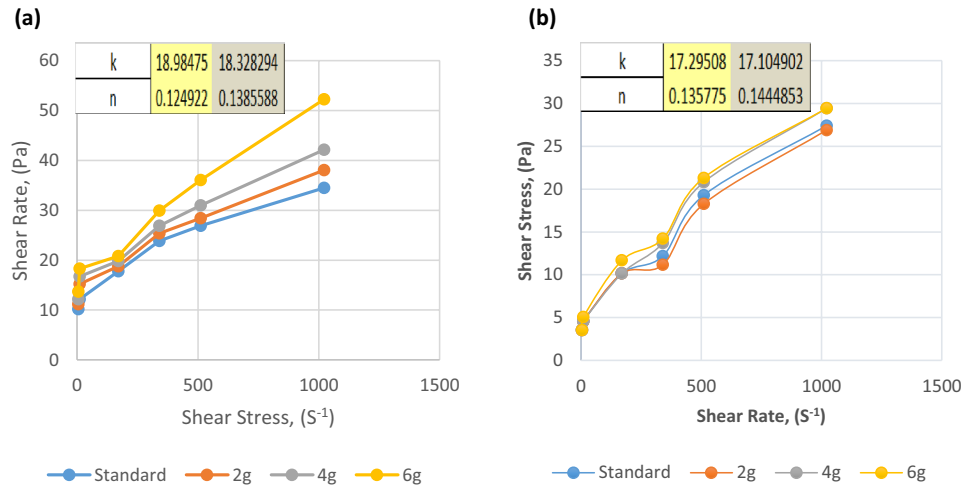 (a)
k 18.98475 18.328294
n 0.124922 0.1385588
60
50
40
30
20
10
0
Shear Rate, (Pa)
0 500 1000 1500
Shear Stress, (S⁻¹)
Standard 2g 4g 6g
(b)
k 17.29508 17.104902
n 0.135775 0.1444853
35
30
25
20
15
10
5
0
Shear Stress, (Pa)
0 500 1000 1500
Shear Rate, (S⁻¹)
Standard 2g 4g 6g